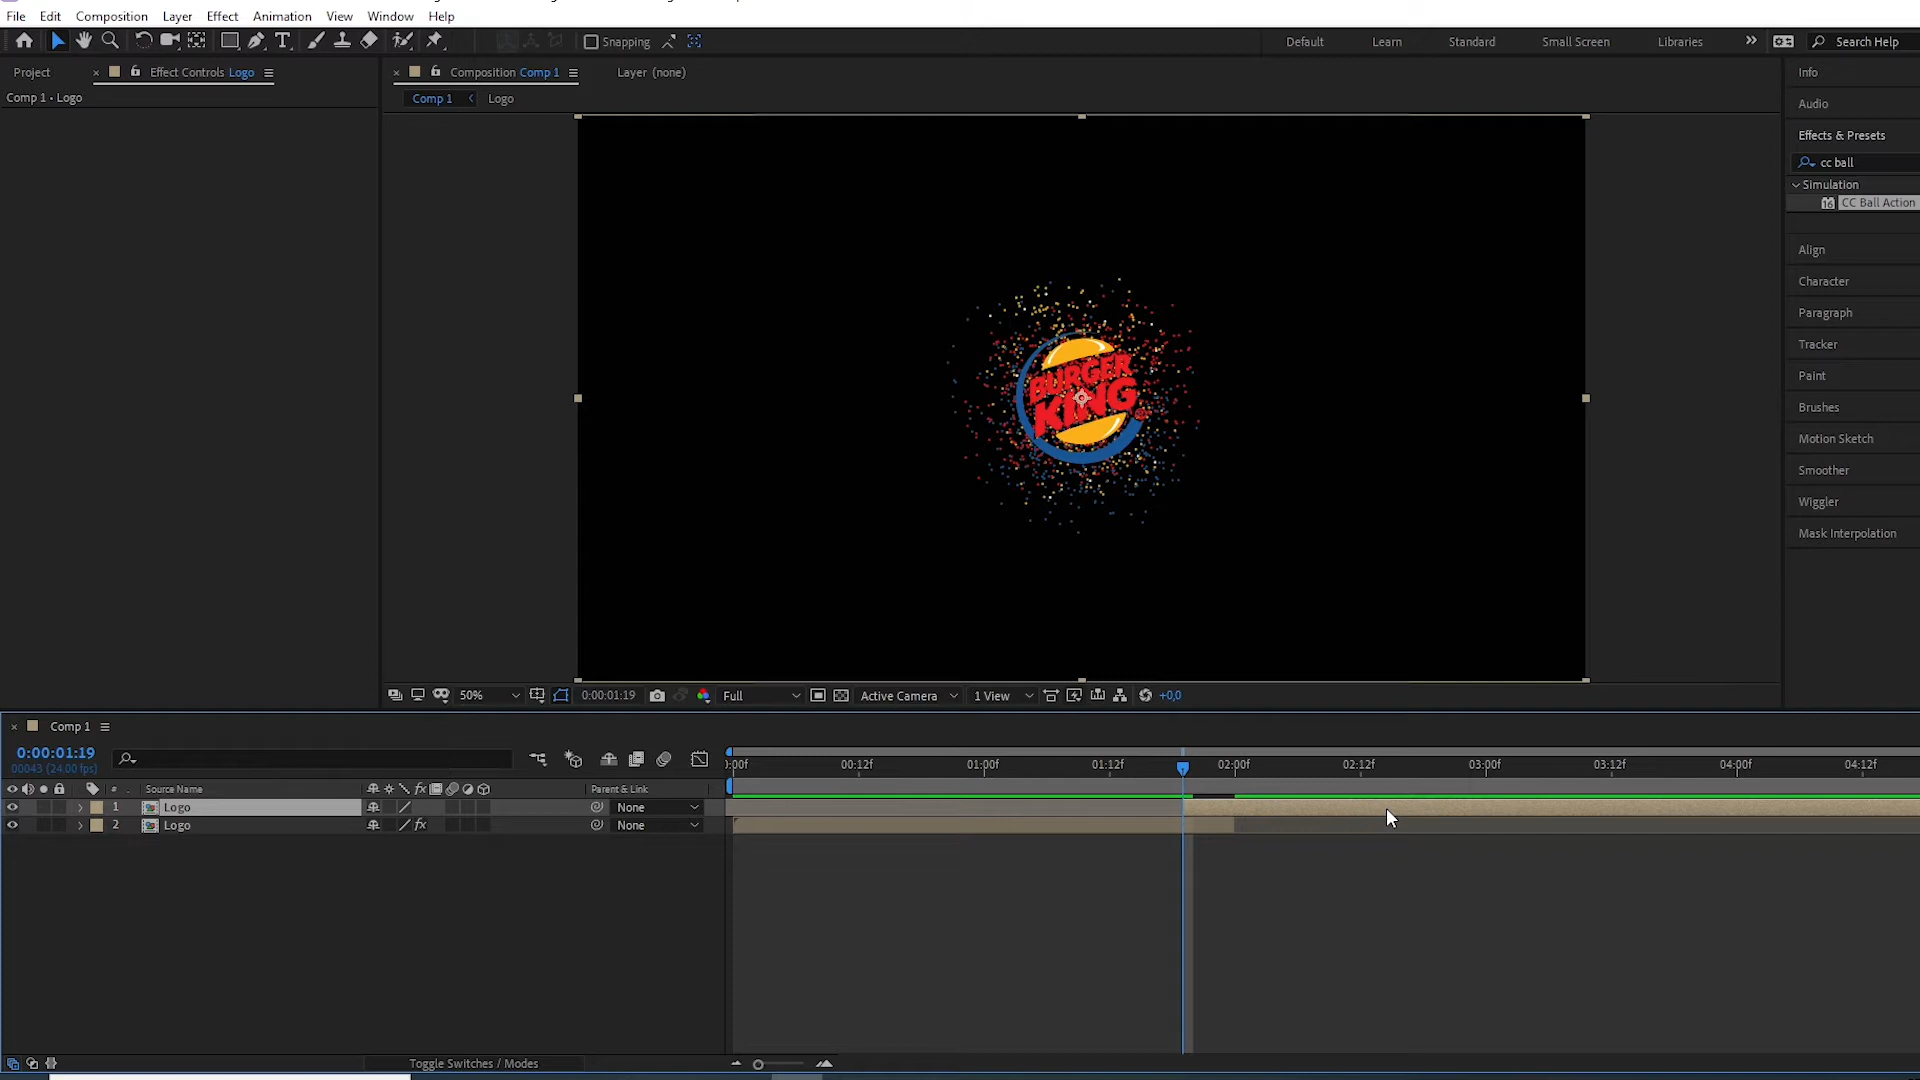 File Edit Composition Layer Effect Animation View Window Help
Snapping Default Learn Standard Small Screen Libraries Search Help
Project Effect Controls Logo Composition Comp 1 Layer (none) Info
Comp 1 • Logo Comp 1 Logo
Audio
Effects & Presets
cc ball
Simulation
16 CC Ball Action
Align
Character
Paragraph
Tracker
Paint
Brushes
Motion Sketch
Smoother
Wiggler
Mask Interpolation
BURGER
KING
50% 0:00:01:19 Full Active Camera 1 View +0,0
Comp 1
0:00:01:19
00043 (24.00 fps)
:00f 00:12f 01:00f 01:12f 02:00f 02:12f 03:00f 03:12f 04:00f 04:12f
# Source Name fx Parent & Link
1 Logo None
2 Logo fx None
Toggle Switches / Modes